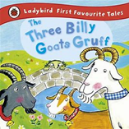 Ladybird First Favourite Tales
The
Three Billy
Goats Gruff